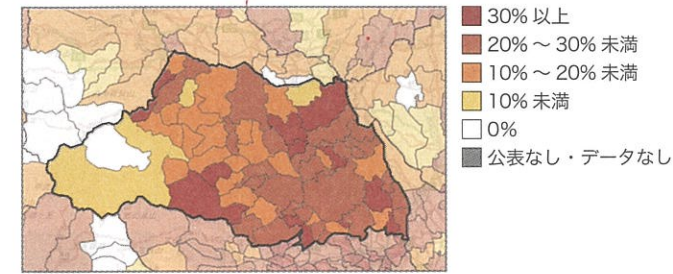 30% 以上
20% ～ 30% 未満
10% ～ 20% 未満
10% 未満
0%
公表なし・データなし